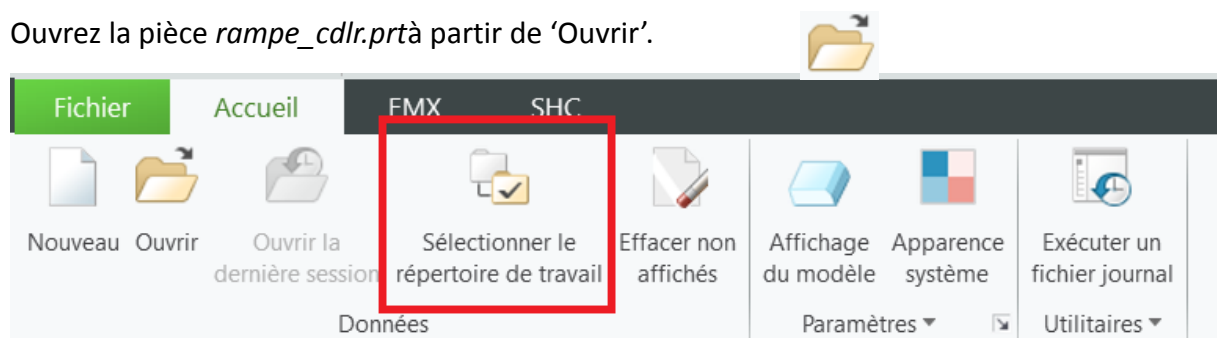 Ouvrez la pièce rampe_cdlr.prtà partir de ‘Ouvrir’.
Fichier Accueil EMX SHC
Nouveau Ouvrir Ouvrir la Sélectionner le Effacer non Affichage Apparence Exécuter un
dernière session répertoire de travail affichés du modèle système fichier journal
Données Paramètres Utilitaires